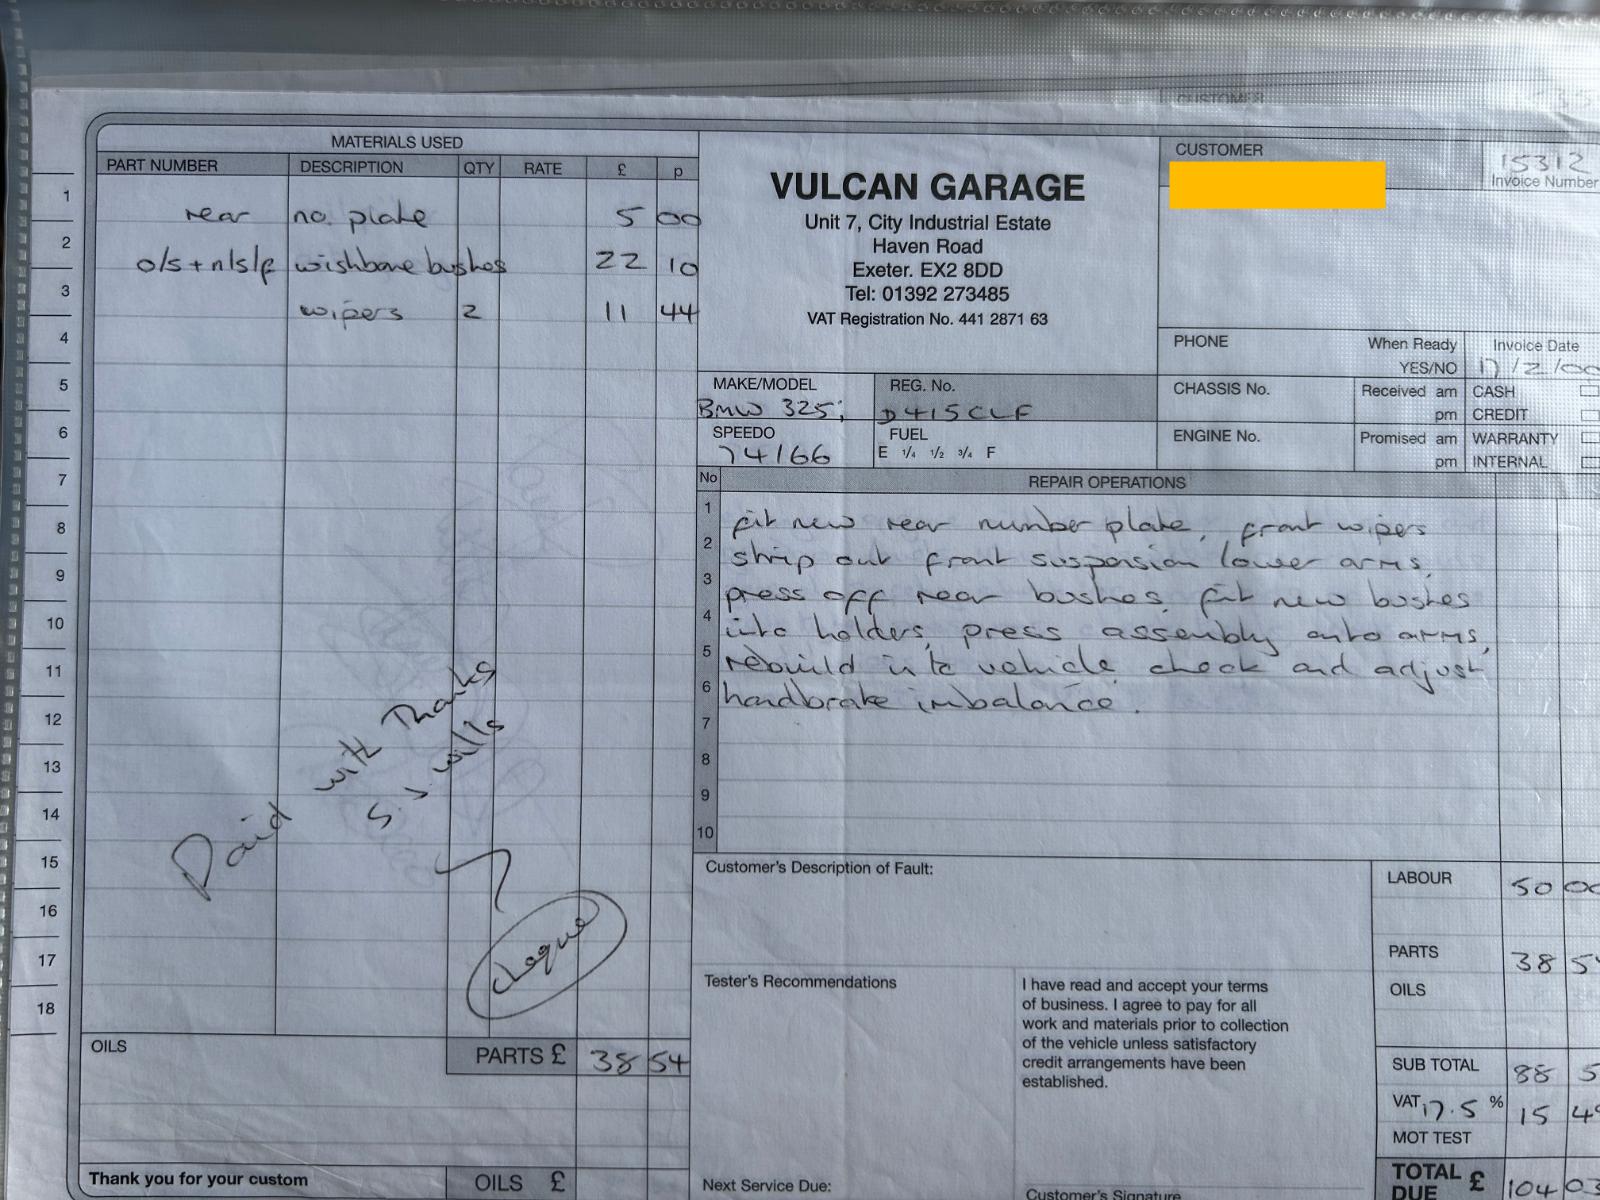 MATERIALS USED
PART NUMBER DESCRIPTION QTY RATE £ p
1 rear no. plate 5 00
2 o/s + n/s/f wishbone bushes 22 10
3 wipers 2 11 44
4
5
6
7
8
9
10
11
12
13
14
15
16
17
18
Paid with Thanks
S. J. Wills
cheque
OILS
PARTS £ 38 54
Thank you for your custom
OILS £
VULCAN GARAGE
Unit 7, City Industrial Estate
Haven Road
Exeter. EX2 8DD
Tel: 01392 273485
VAT Registration No. 441 2871 63
CUSTOMER
CUSTOMER
15312
Invoice Number
PHONE
When Ready
YES/NO
Invoice Date
17/2/00
MAKE/MODEL
BMW 325i
REG. No.
D415CLF
CHASSIS No.
Received am
pm
CASH
CREDIT
SPEEDO
74166
FUEL
E 1/4 1/2 3/4 F
ENGINE No.
Promised am
pm
WARRANTY
INTERNAL
No REPAIR OPERATIONS
1 fit new rear number plate, front wipers
2 strip out front suspension lower arms,
3 press off rear bushes, fit new bushes
4 into holders, press assembly onto arms,
5 rebuild into vehicle, check and adjust
6 handbrake imbalance.
7
8
9
10
Customer's Description of Fault:
Tester's Recommendations
I have read and accept your terms
of business. I agree to pay for all
work and materials prior to collection
of the vehicle unless satisfactory
credit arrangements have been
established.
Next Service Due:
Customer's Signature
LABOUR 50 00
PARTS 38 54
OILS
SUB TOTAL 88 5
VAT 17.5 % 15 49
MOT TEST
TOTAL DUE £ 104 03